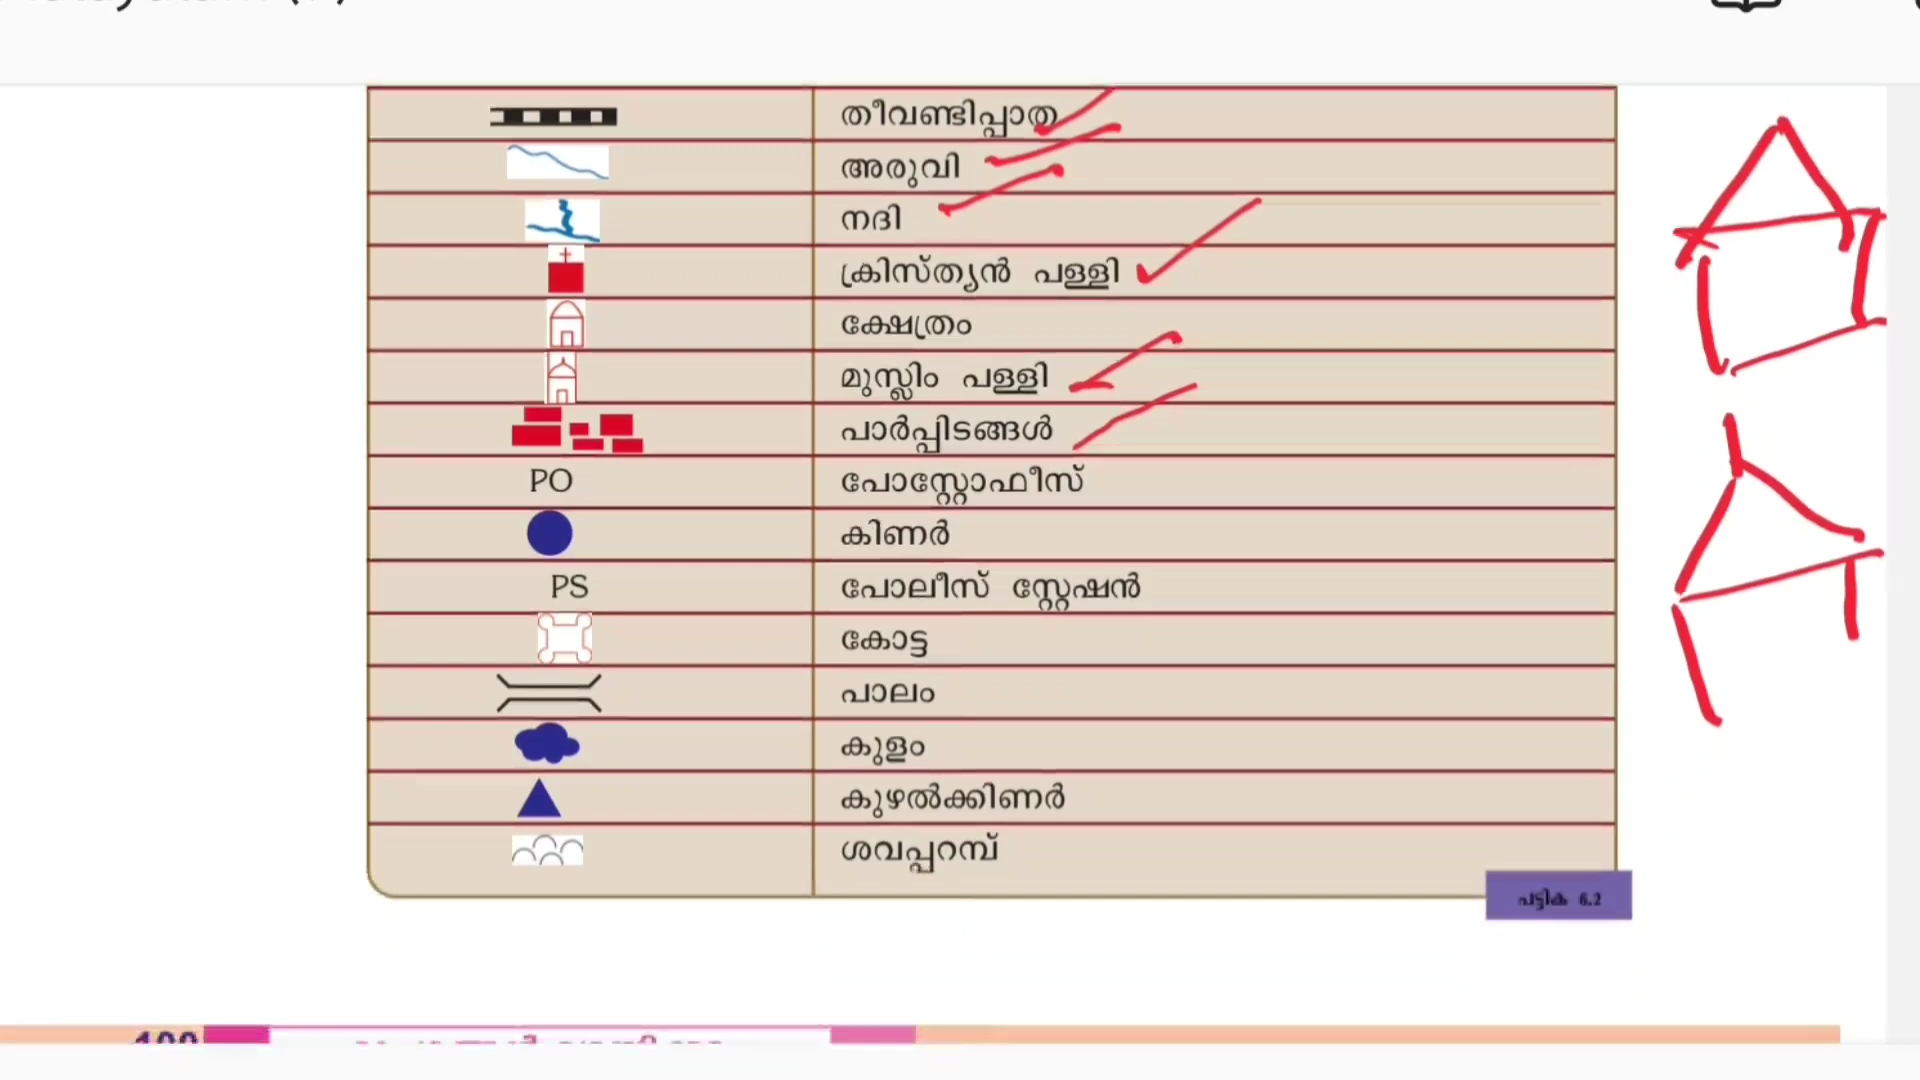 തീവണ്ടിപ്പാത
അരുവി
നദി
ക്രിസ്ത്യൻ പള്ളി
ക്ഷേത്രം
മുസ്ലിം പള്ളി
പാർപ്പിടങ്ങൾ
PO പോസ്റ്റോഫീസ്
കിണർ
PS പോലീസ് സ്റ്റേഷൻ
കോട്ട
പാലം
കുളം
കുഴൽക്കിണർ
ശവപ്പറമ്പ്
പട്ടിക 6.2